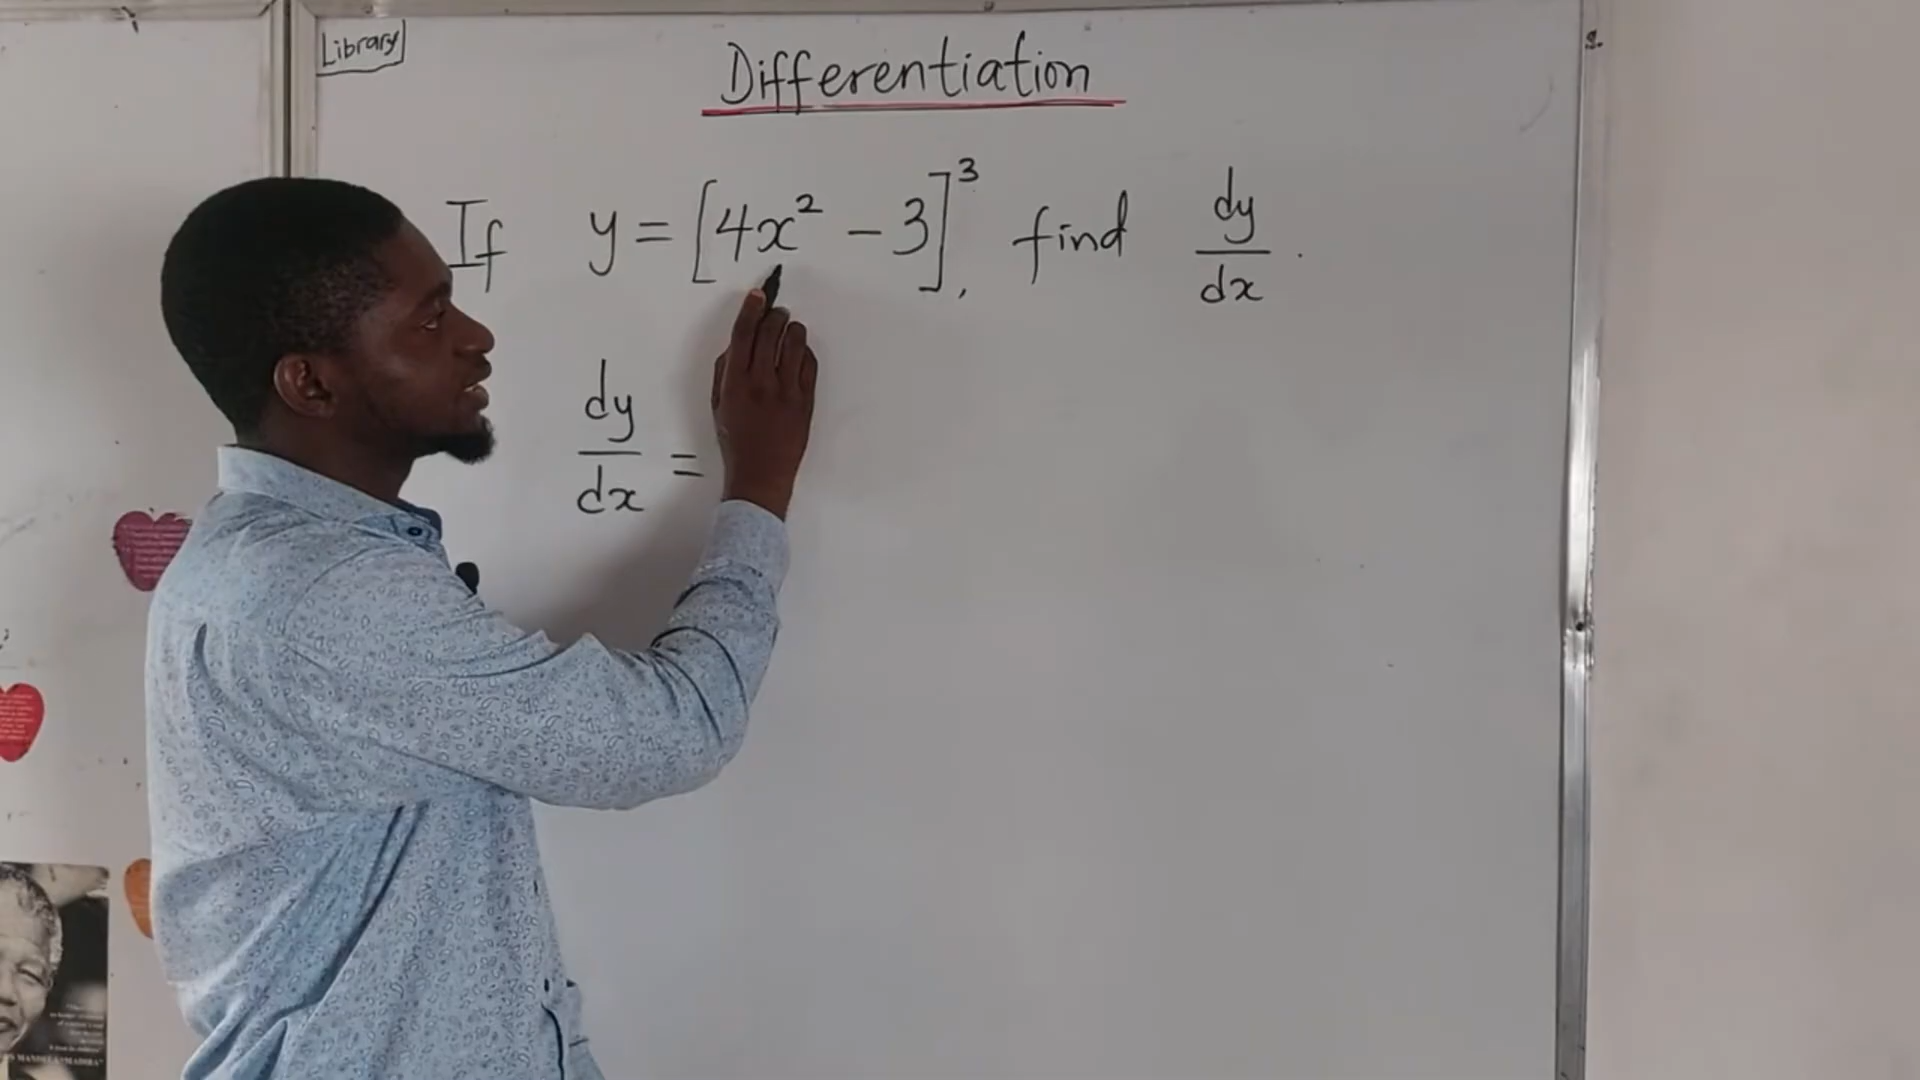 Library
Differentiation
If y = [4x² - 3]³, find dy/dx.
dy/dx =